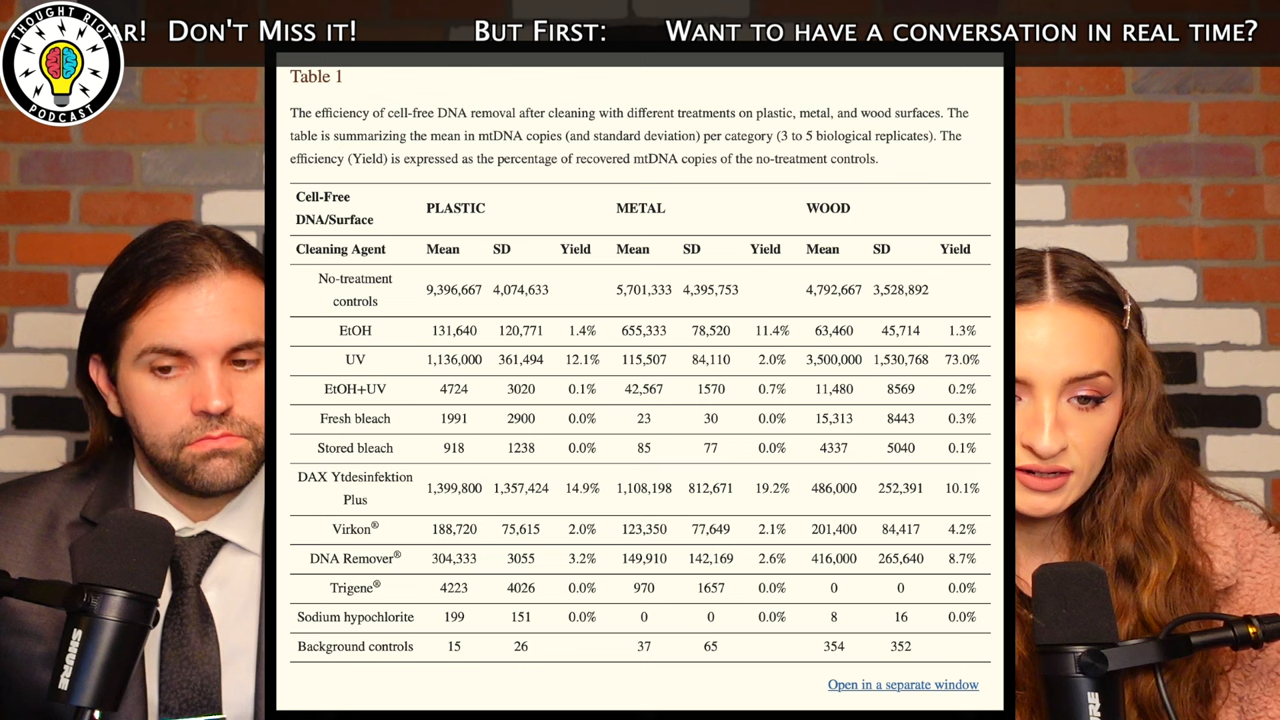 AR! DON'T MISS IT! BUT FIRST: WANT TO HAVE A CONVERSATION IN REAL TIME?
THOUGHT RIOT
PODCAST
Table 1
The efficiency of cell-free DNA removal after cleaning with different treatments on plastic, metal, and wood surfaces. The
table is summarizing the mean in mtDNA copies (and standard deviation) per category (3 to 5 biological replicates). The
efficiency (Yield) is expressed as the percentage of recovered mtDNA copies of the no-treatment controls.
Cell-Free
DNA/Surface PLASTIC METAL WOOD
Cleaning Agent Mean SD Yield Mean SD Yield Mean SD Yield
No-treatment
controls 9,396,667 4,074,633 5,701,333 4,395,753 4,792,667 3,528,892
EtOH 131,640 120,771 1.4% 655,333 78,520 11.4% 63,460 45,714 1.3%
UV 1,136,000 361,494 12.1% 115,507 84,110 2.0% 3,500,000 1,530,768 73.0%
EtOH+UV 4724 3020 0.1% 42,567 1570 0.7% 11,480 8569 0.2%
Fresh bleach 1991 2900 0.0% 23 30 0.0% 15,313 8443 0.3%
Stored bleach 918 1238 0.0% 85 77 0.0% 4337 5040 0.1%
DAX Ytdesinfektion
Plus 1,399,800 1,357,424 14.9% 1,108,198 812,671 19.2% 486,000 252,391 10.1%
Virkon® 188,720 75,615 2.0% 123,350 77,649 2.1% 201,400 84,417 4.2%
DNA Remover® 304,333 3055 3.2% 149,910 142,169 2.6% 416,000 265,640 8.7%
Trigene® 4223 4026 0.0% 970 1657 0.0% 0 0 0.0%
Sodium hypochlorite 199 151 0.0% 0 0 0.0% 8 16 0.0%
Background controls 15 26 37 65 354 352
Open in a separate window
SHURE